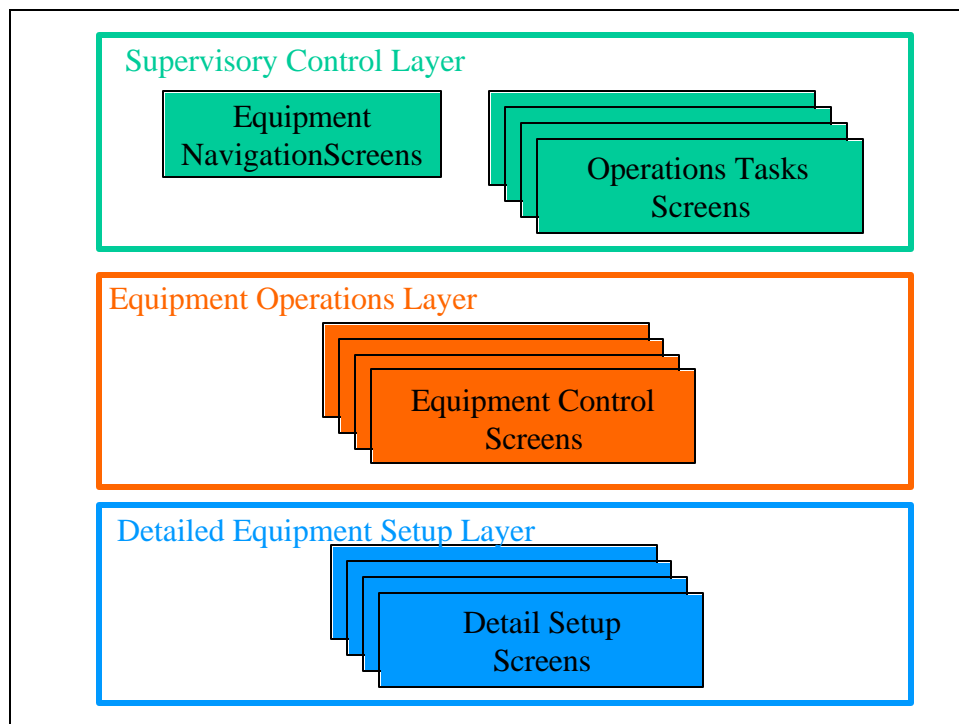 Supervisory Control Layer
Equipment
NavigationScreens
Operations Tasks
Screens
Equipment Operations Layer
Equipment Control
Screens
Detailed Equipment Setup Layer
Detail Setup
Screens